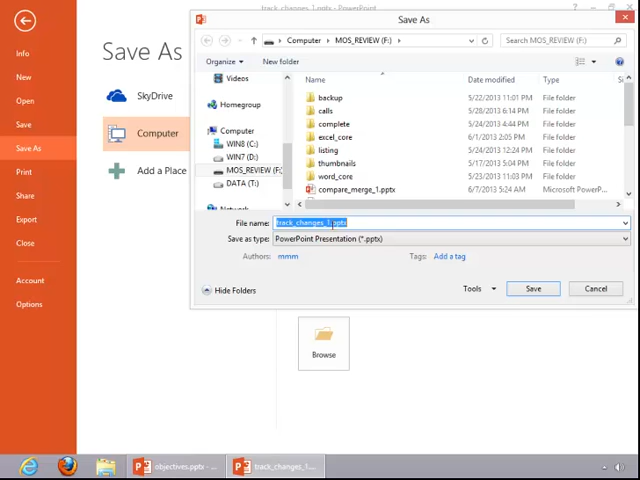 track_changes_1.pptx - PowerPoint
Save As
Computer
MOS_REVIEW (F:)
Search MOS_REVIEW (F:)
Organize
New folder
Name
Date modified
Type
Videos
Homegroup
Computer
WIN8 (C:)
WIN7 (D:)
MOS_REVIEW (F:
DATA (T:)
Network
backup 5/22/2013 11:01 PM File folder
calls 5/28/2013 6:14 PM File folder
complete 5/24/2013 4:44 PM File folder
excel_core 6/1/2013 2:05 PM File folder
listing 5/24/2013 12:24 PM File folder
thumbnails 5/17/2013 5:04 PM File folder
word_core 5/23/2013 11:03 PM File folder
compare_merge_1.pptx 6/7/2013 5:24 AM Microsoft PowerP...
File name: track_changes_1.pptx
Save as type: PowerPoint Presentation (*.pptx)
Authors: mmm
Tags: Add a tag
Hide Folders
Tools
Save
Cancel
Info
New
Open
Save
Save As
Print
Share
Export
Close
Account
Options
Save As
SkyDrive
Computer
Add a Place
Browse
objectives.pptx - ...
track_changes_1....